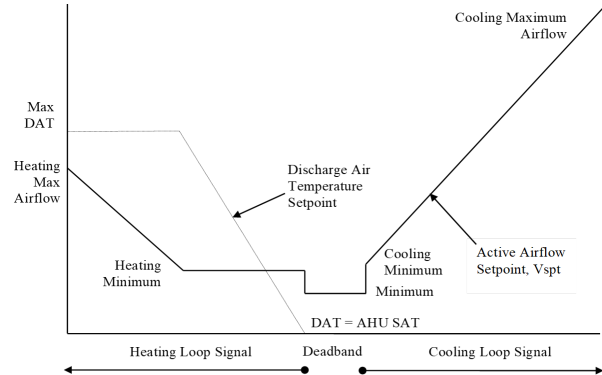 Cooling Maximum
Airflow
Max
DAT
Heating
Max
Airflow
Discharge Air
Temperature
Setpoint
Heating
Minimum
Cooling
Minimum
Minimum
Active Airflow
Setpoint, Vspt
DAT = AHU SAT
Heating Loop Signal
Deadband
Cooling Loop Signal